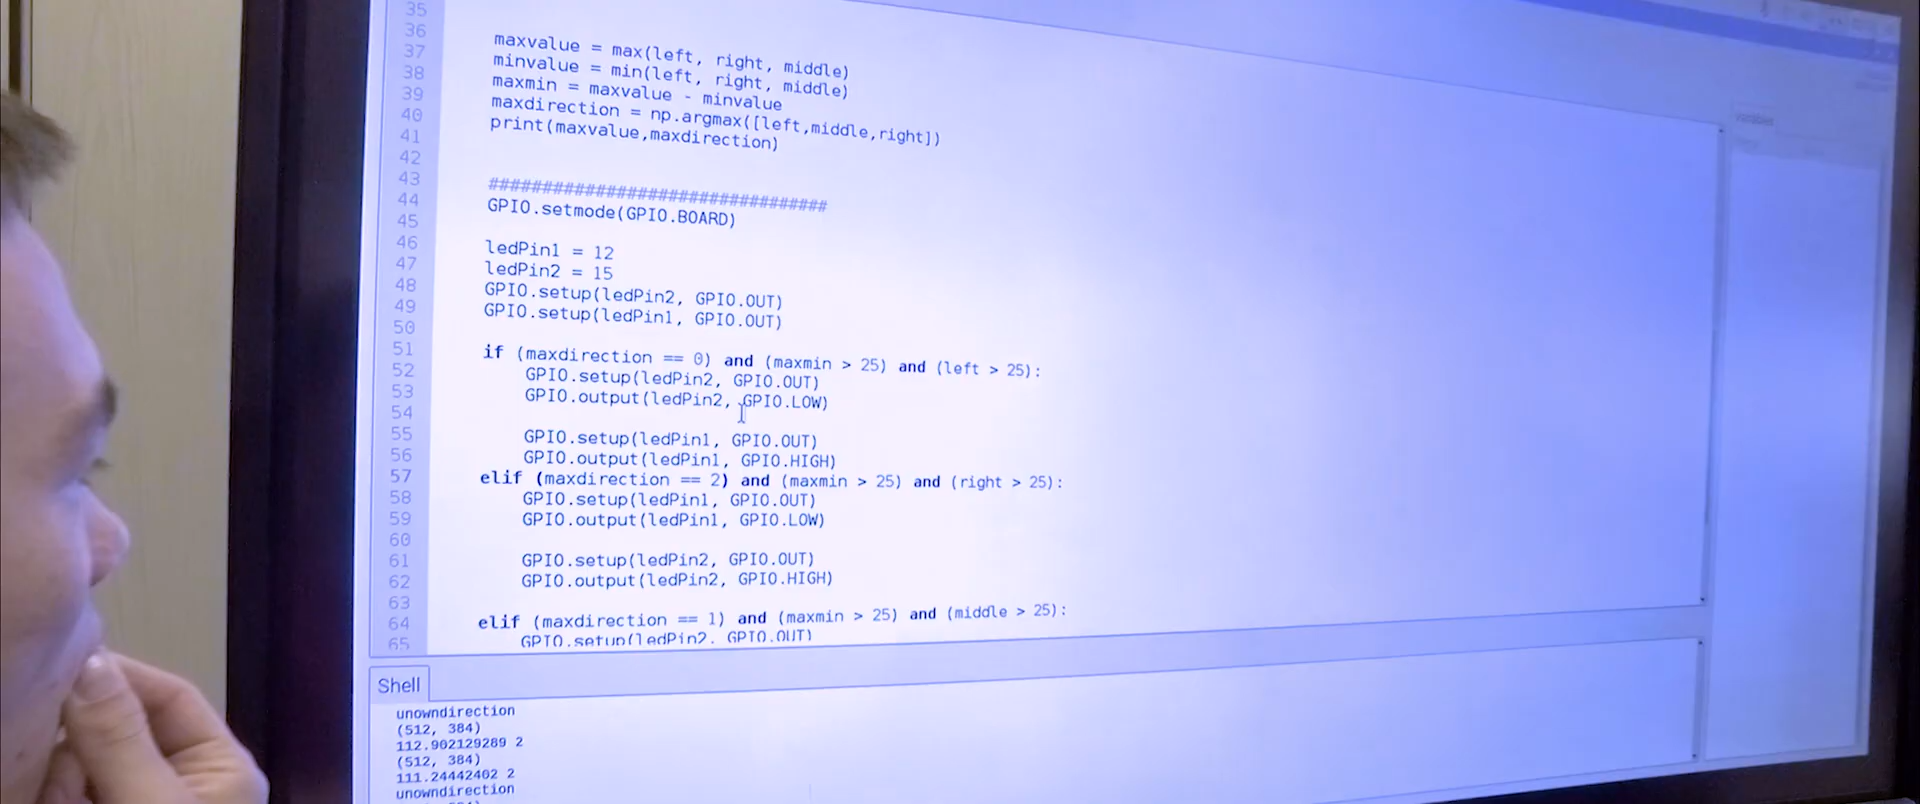 35
36
37 maxvalue = max(left, right, middle)
38 minvalue = min(left, right, middle)
39 maxmin = maxvalue - minvalue
40 maxdirection = np.argmax([left,middle,right])
41 print(maxvalue,maxdirection)
42
43
44 ################################
45 GPIO.setmode(GPIO.BOARD)
46
47 ledPin1 = 12
48 ledPin2 = 15
49 GPIO.setup(ledPin2, GPIO.OUT)
50 GPIO.setup(ledPin1, GPIO.OUT)
51 if (maxdirection == 0) and (maxmin > 25) and (left > 25):
52 GPIO.setup(ledPin2, GPIO.OUT)
53 GPIO.output(ledPin2, GPIO.LOW)
54
55 GPIO.setup(ledPin1, GPIO.OUT)
56 GPIO.output(ledPin1, GPIO.HIGH)
57 elif (maxdirection == 2) and (maxmin > 25) and (right > 25):
58 GPIO.setup(ledPin1, GPIO.OUT)
59 GPIO.output(ledPin1, GPIO.LOW)
60
61 GPIO.setup(ledPin2, GPIO.OUT)
62 GPIO.output(ledPin2, GPIO.HIGH)
63
64 elif (maxdirection == 1) and (maxmin > 25) and (middle > 25):
65 GPIO.setup(ledPin2, GPIO.OUT)
Variables
Shell
unowndirection
(512, 384)
112.902129289 2
(512, 384)
111.24442402 2
unowndirection